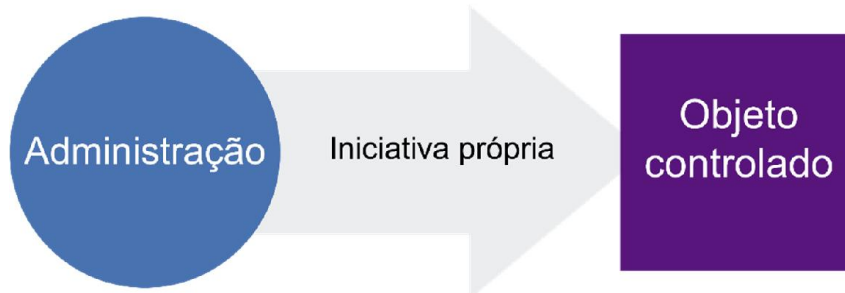 Administração
Iniciativa própria
Objeto
controlado